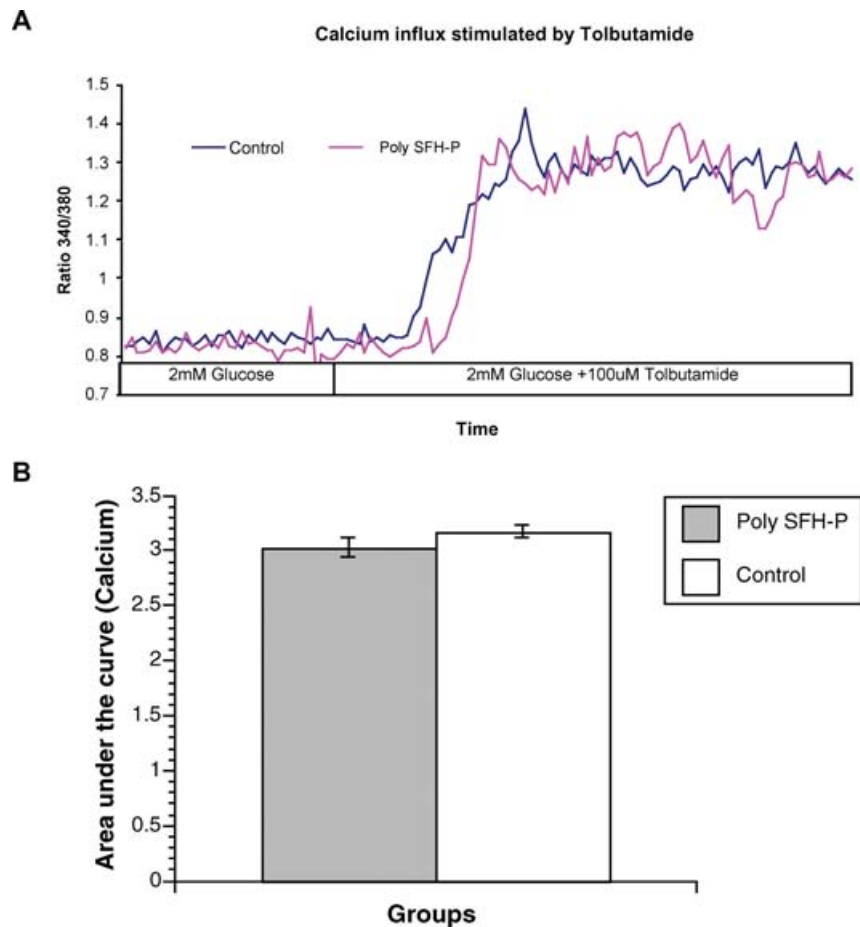 A
Calcium influx stimulated by Tolbutamide
1.5
1.4
1.3
1.2
1.1
1
0.9
0.8
0.7
Ratio 340/380
Control
Poly SFH-P
2mM Glucose
2mM Glucose +100uM Tolbutamide
Time
B
3.5
3
2.5
2
1.5
1
0.5
0
Area under the curve (Calcium)
Poly SFH-P
Control
Groups